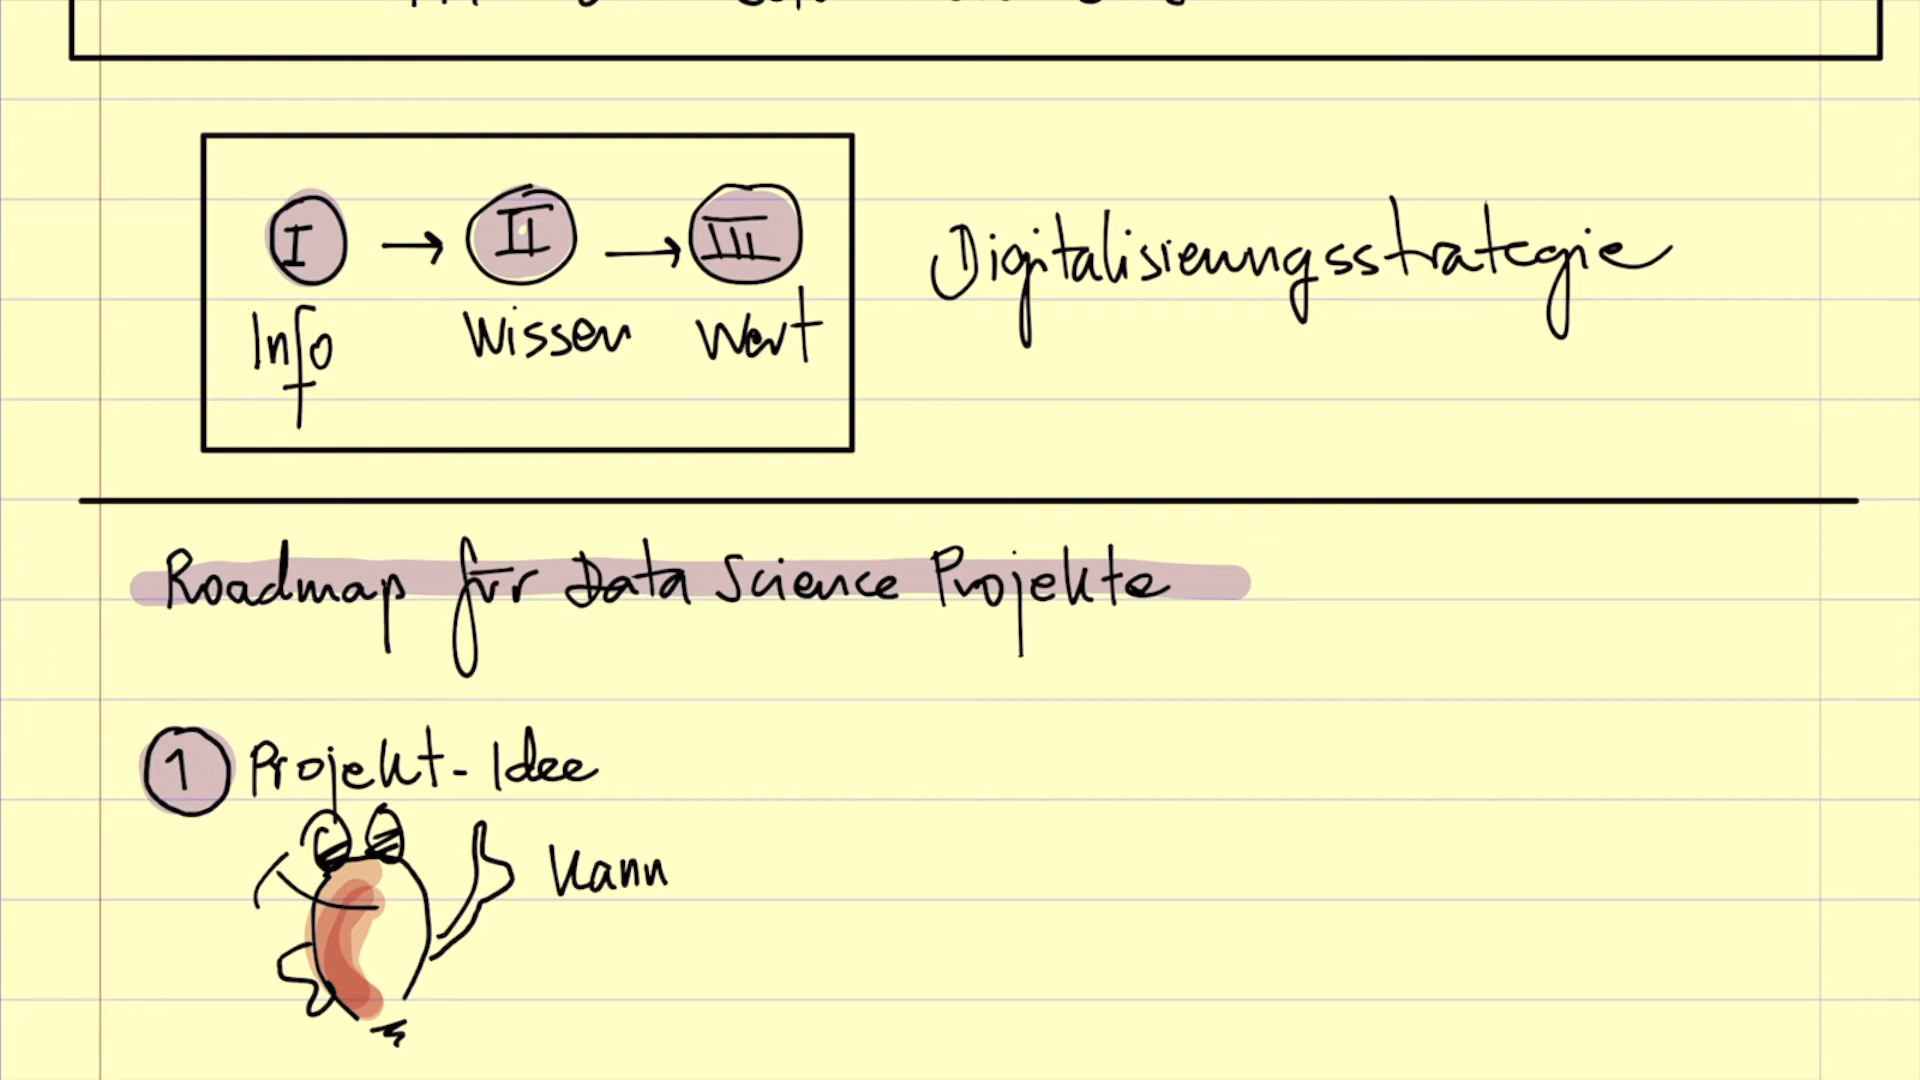 I → II → III
Info Wissen Wert
Digitalisierungsstrategie
Roadmap für Data Science Projekte
1 Projekt-Idee
Kann